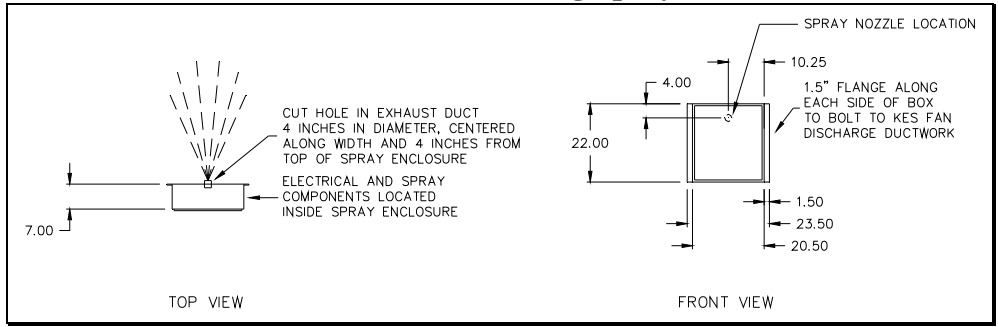 SPRAY NOZZLE LOCATION
10.25
4.00
1.5" FLANGE ALONG
EACH SIDE OF BOX
TO BOLT TO KES FAN
DISCHARGE DUCTWORK
CUT HOLE IN EXHAUST DUCT
4 INCHES IN DIAMETER, CENTERED
ALONG WIDTH AND 4 INCHES FROM
TOP OF SPRAY ENCLOSURE
22.00
ELECTRICAL AND SPRAY
COMPONENTS LOCATED
INSIDE SPRAY ENCLOSURE
7.00
1.50
23.50
20.50
TOP VIEW
FRONT VIEW